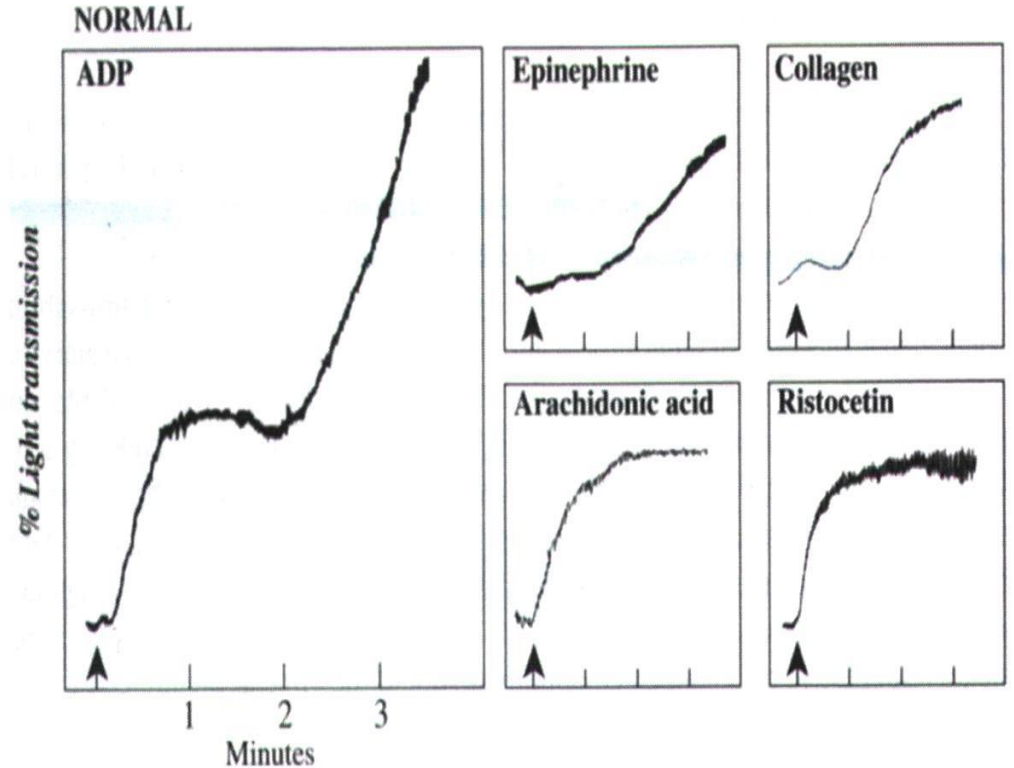 NORMAL
ADP
Epinephrine
Collagen
Arachidonic acid
Ristocetin
% Light transmission
1 2 3
Minutes